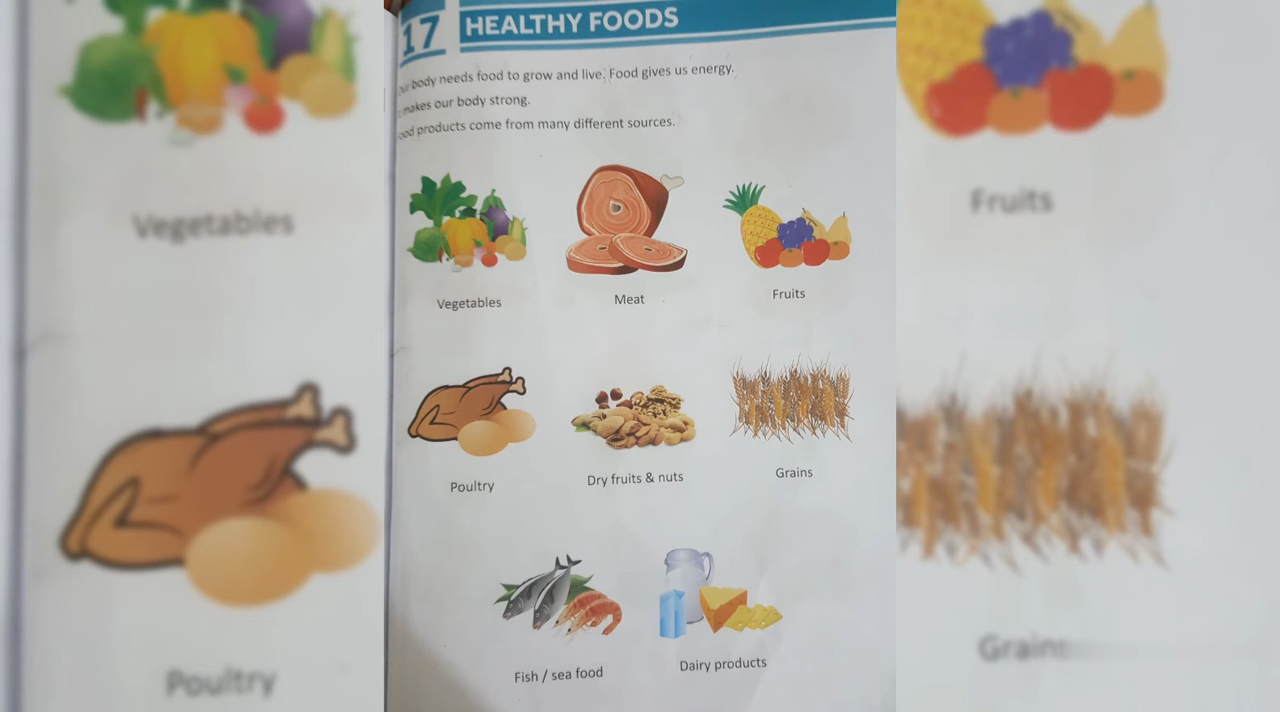 17 HEALTHY FOODS
body needs food to grow and live. Food gives us energy.
makes our body strong.
products come from many different sources.
Vegetables
Meat
Fruits
Poultry
Dry fruits & nuts
Grains
Fish / sea food
Dairy products
Vegetables
Poultry
Fruits
Grains